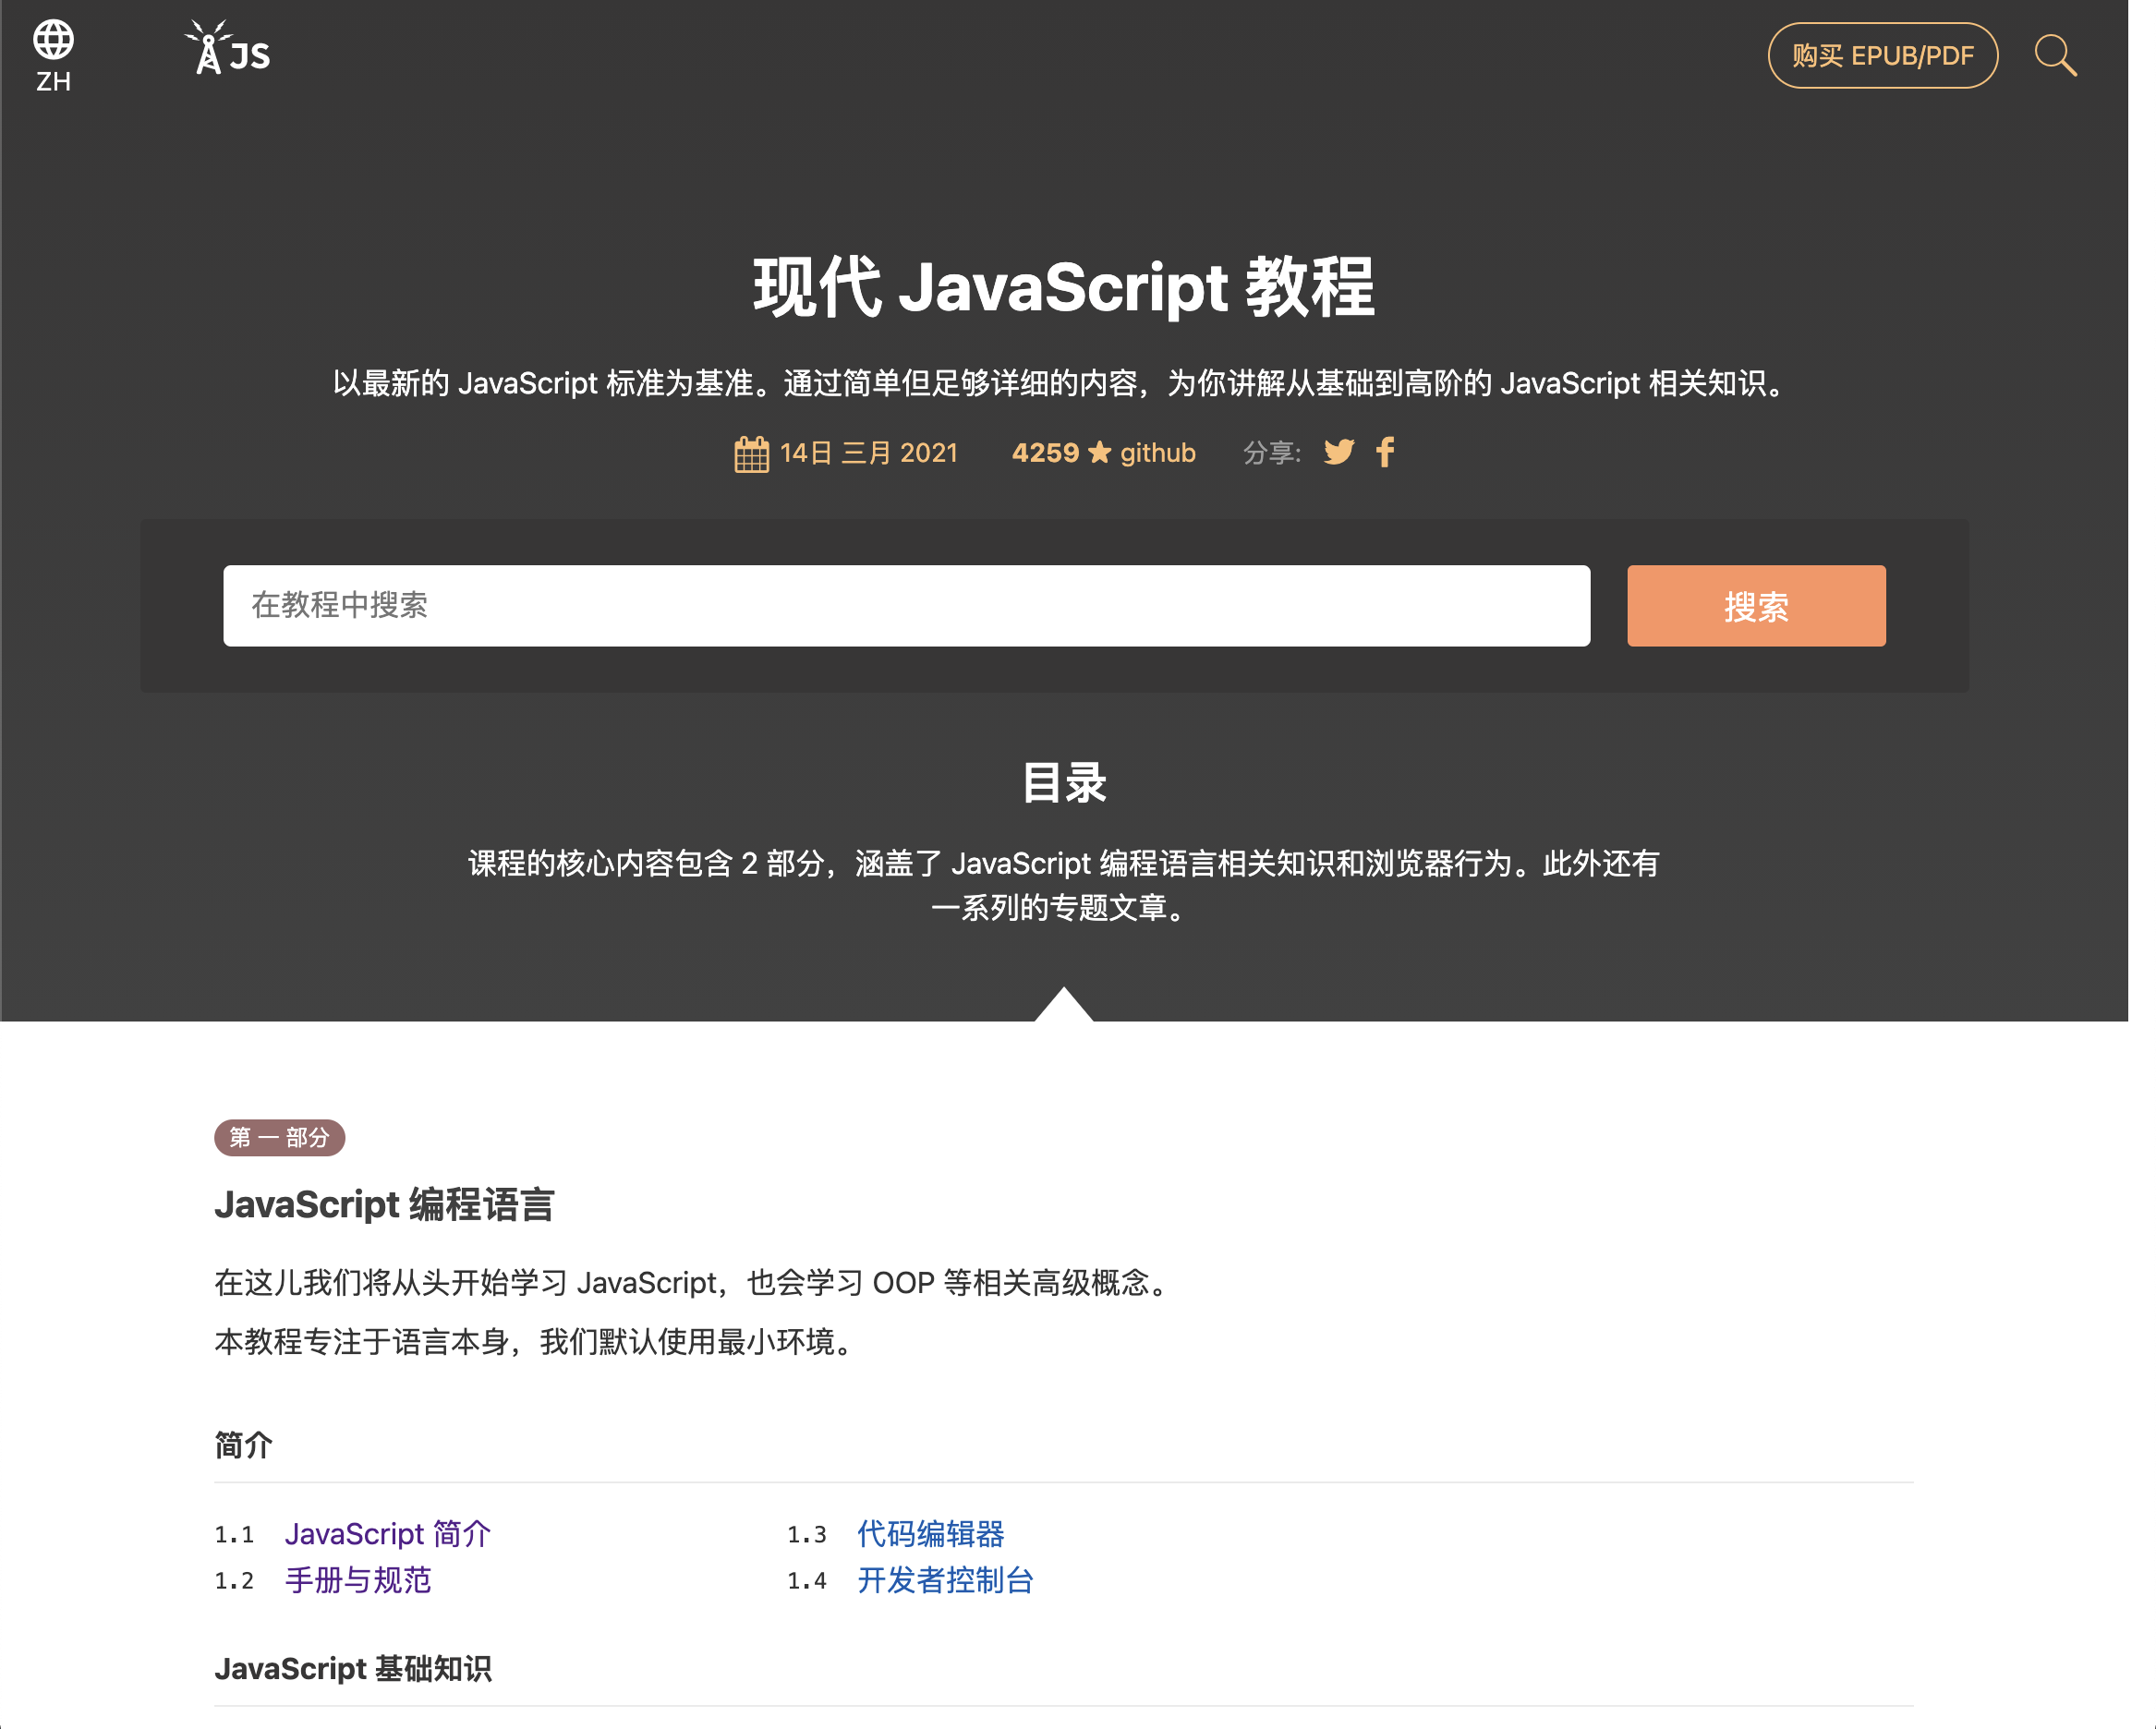 ZH
JS
购买 EPUB/PDF
现代 JavaScript 教程
以最新的 JavaScript 标准为基准。通过简单但足够详细的内容，为你讲解从基础到高阶的 JavaScript 相关知识。
14日 三月 2021 4259 github 分享:
在教程中搜索 搜索
目录
课程的核心内容包含 2 部分，涵盖了 JavaScript 编程语言相关知识和浏览器行为。此外还有
一系列的专题文章。
第 一 部分
JavaScript 编程语言
在这儿我们将从头开始学习 JavaScript，也会学习 OOP 等相关高级概念。
本教程专注于语言本身，我们默认使用最小环境。
简介
1.1 JavaScript 简介
1.2 手册与规范
1.3 代码编辑器
1.4 开发者控制台
JavaScript 基础知识